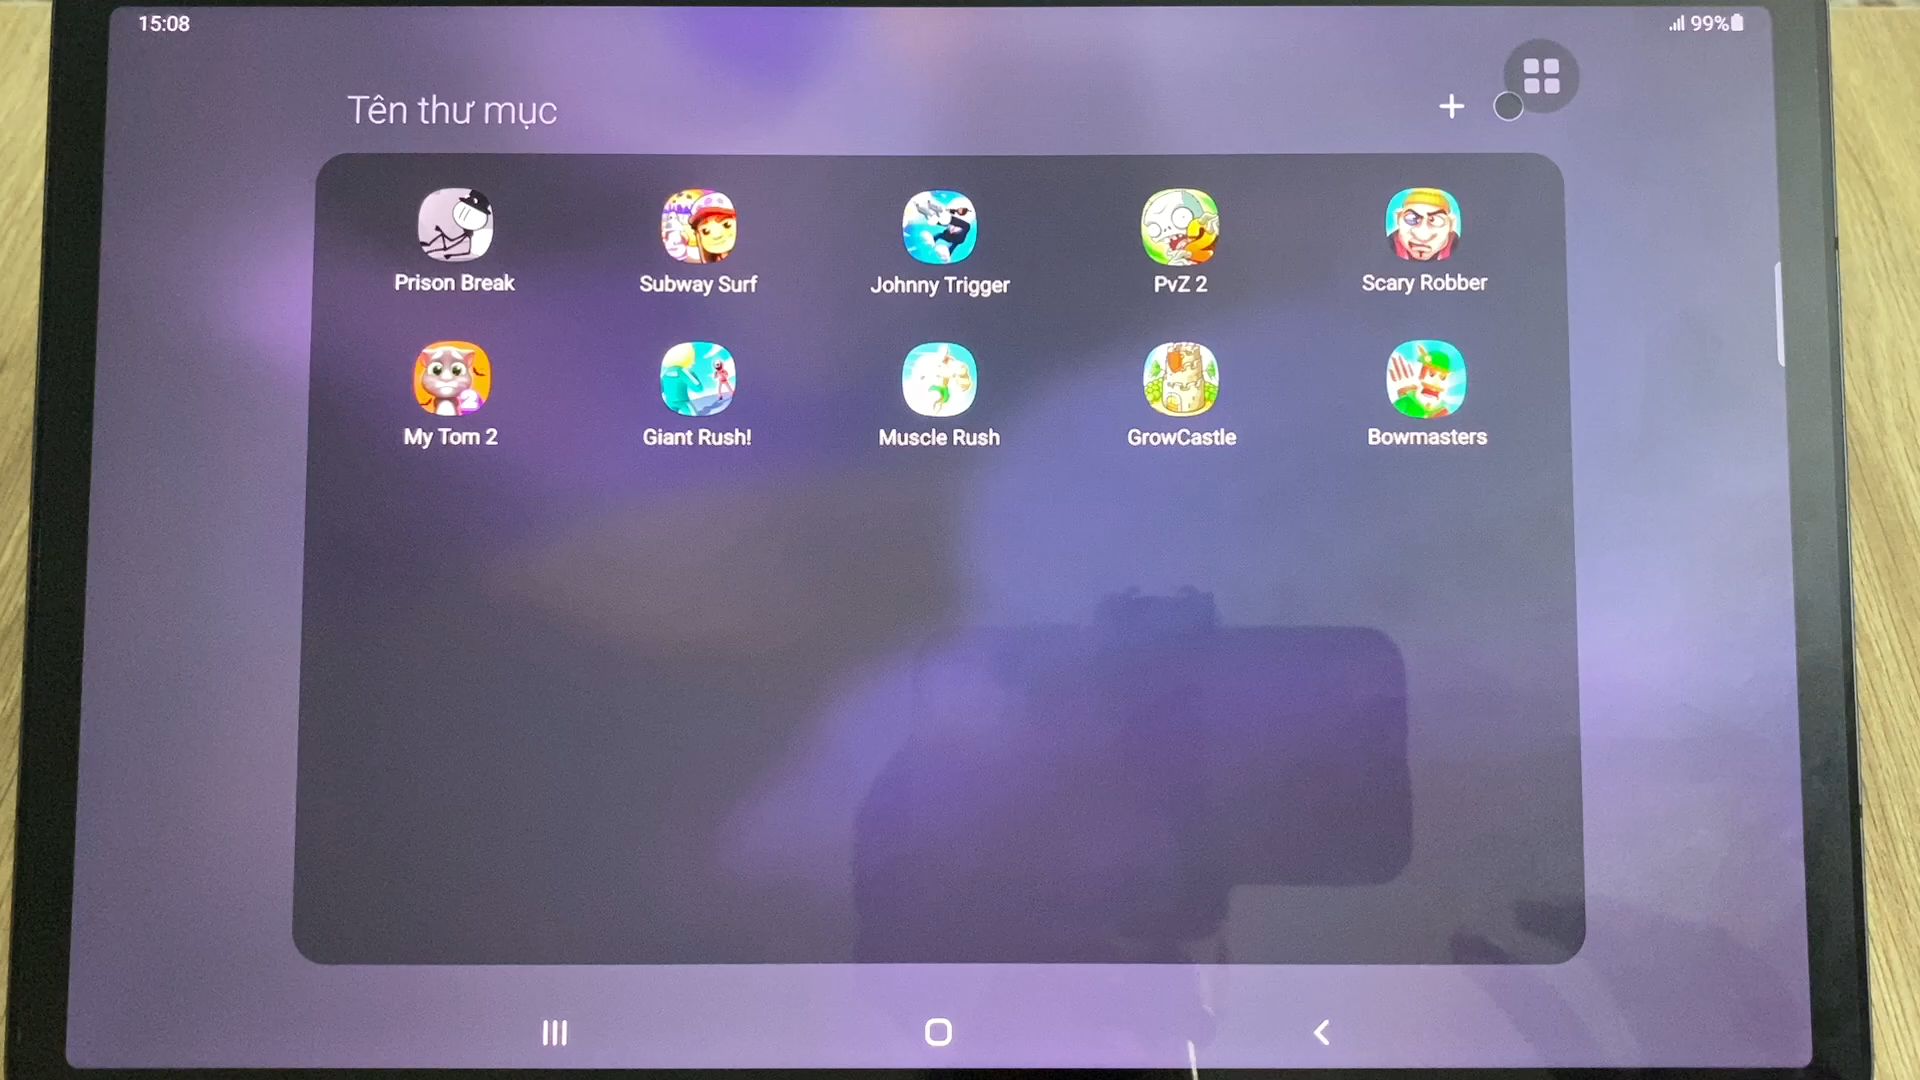 15:08
99%
Tên thư mục
Prison Break
Subway Surf
Johnny Trigger
PvZ 2
Scary Robber
2
My Tom 2
Giant Rush!
Muscle Rush
GrowCastle
Bowmasters